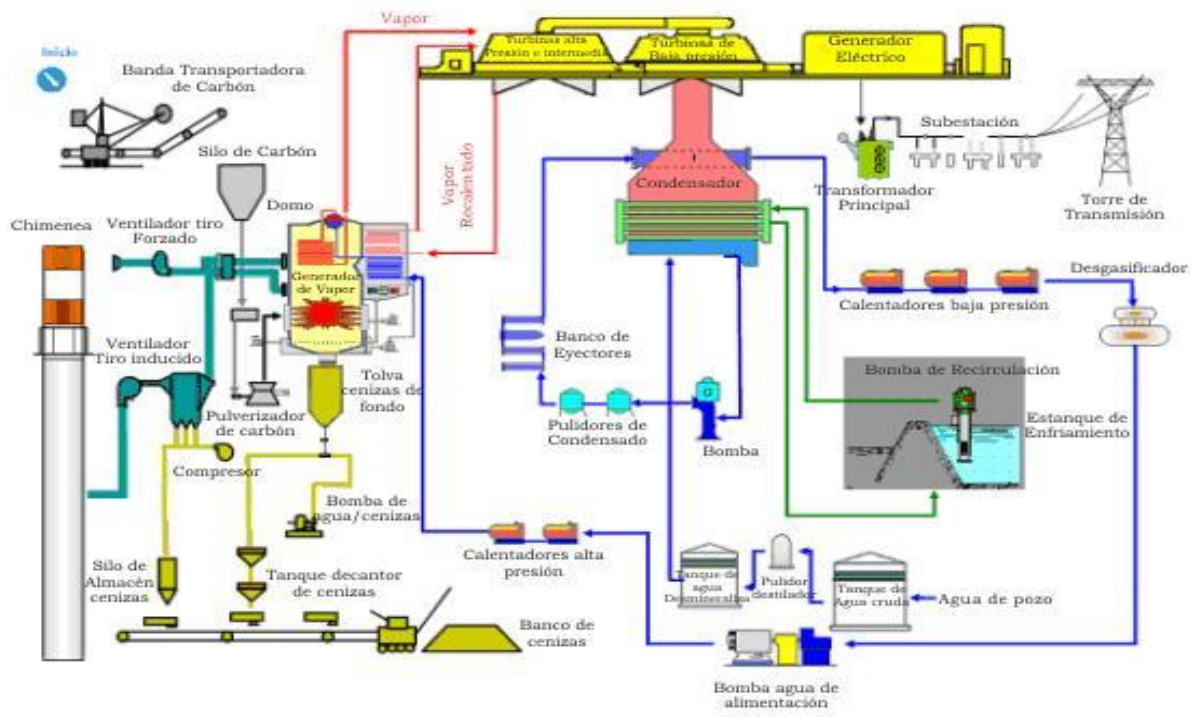 Vapor
Inicio
Banda Transportadora
de Carbón
Turbinas alta
Presión e intermedia
Turbinas de
Baja presión
Generador
Eléctrico
Subestación
Silo de Carbón
Vapor
Recalentado
Condensador
Transformador
Principal
Torre de
Transmisión
Domo
Chimenea
Ventilador tiro
Forzado
Generador
de Vapor
Desgasificador
Calentadores baja presión
Banco de
Eyectores
Ventilador
Tiro inducido
Tolva
cenizas de
fondo
Bomba de Recirculación
Estanque de
Enfriamiento
Pulverizador
de carbón
Pulidores de
Condensado
Bomba
Compresor
Bomba de
agua/cenizas
Calentadores alta
presión
Silo de
Almacén
cenizas
Tanque decantor
de cenizas
Tanque de
agua
Desmineraliza
Pulidor
destilador
Tanque de
Agua cruda
Agua de pozo
Banco de
cenizas
Bomba agua de
alimentación